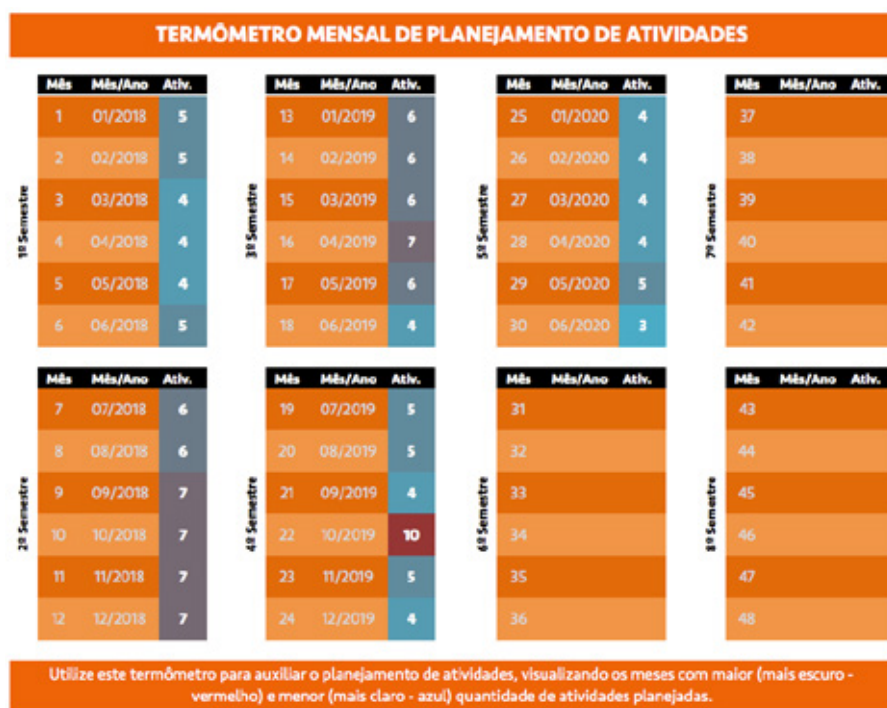 TERMÔMETRO MENSAL DE PLANEJAMENTO DE ATIVIDADES
1º Semestre
Mês Mês/Ano Ativ.
1 01/2018 5
2 02/2018 5
3 03/2018 4
4 04/2018 4
5 05/2018 4
6 06/2018 5
3º Semestre
Mês Mês/Ano Ativ.
13 01/2019 6
14 02/2019 6
15 03/2019 6
16 04/2019 7
17 05/2019 6
18 06/2019 4
5º Semestre
Mês Mês/Ano Ativ.
25 01/2020 4
26 02/2020 4
27 03/2020 4
28 04/2020 4
29 05/2020 5
30 06/2020 3
7º Semestre
Mês Mês/Ano Ativ.
37
38
39
40
41
42
2º Semestre
Mês Mês/Ano Ativ.
7 07/2018 6
8 08/2018 6
9 09/2018 7
10 10/2018 7
11 11/2018 7
12 12/2018 7
4º Semestre
Mês Mês/Ano Ativ.
19 07/2019 5
20 08/2019 5
21 09/2019 4
22 10/2019 10
23 11/2019 5
24 12/2019 4
6º Semestre
Mês Mês/Ano Ativ.
31
32
33
34
35
36
8º Semestre
Mês Mês/Ano Ativ.
43
44
45
46
47
48
Utilize este termômetro para auxiliar o planejamento de atividades, visualizando os meses com maior (mais escuro -
vermelho) e menor (mais claro - azul) quantidade de atividades planejadas.